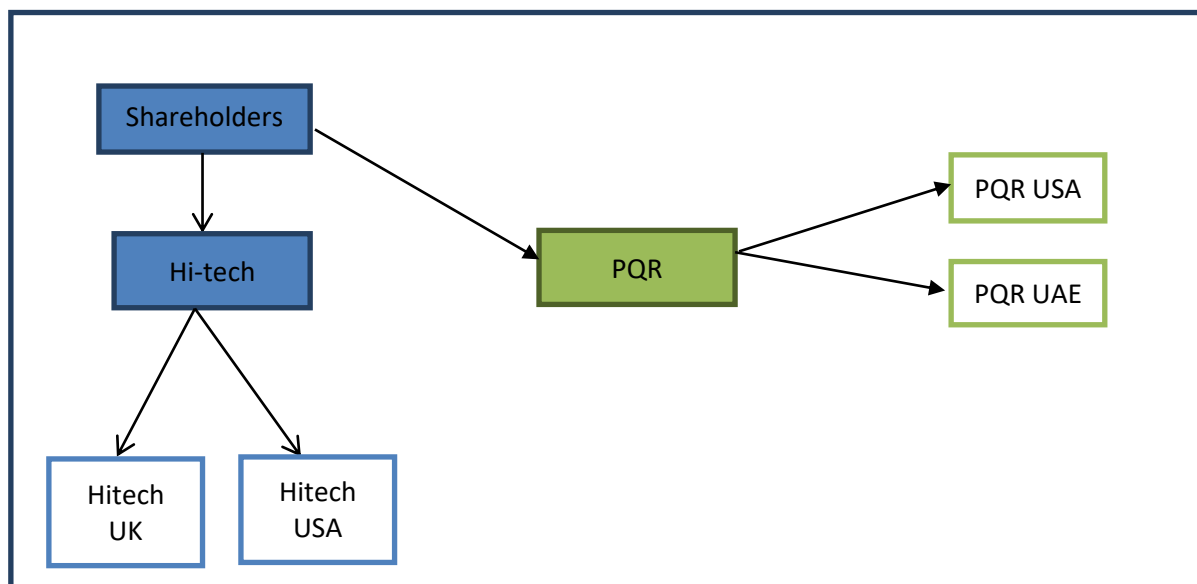 Shareholders
PQR USA
Hi-tech
PQR
PQR UAE
Hitech
UK
Hitech
USA